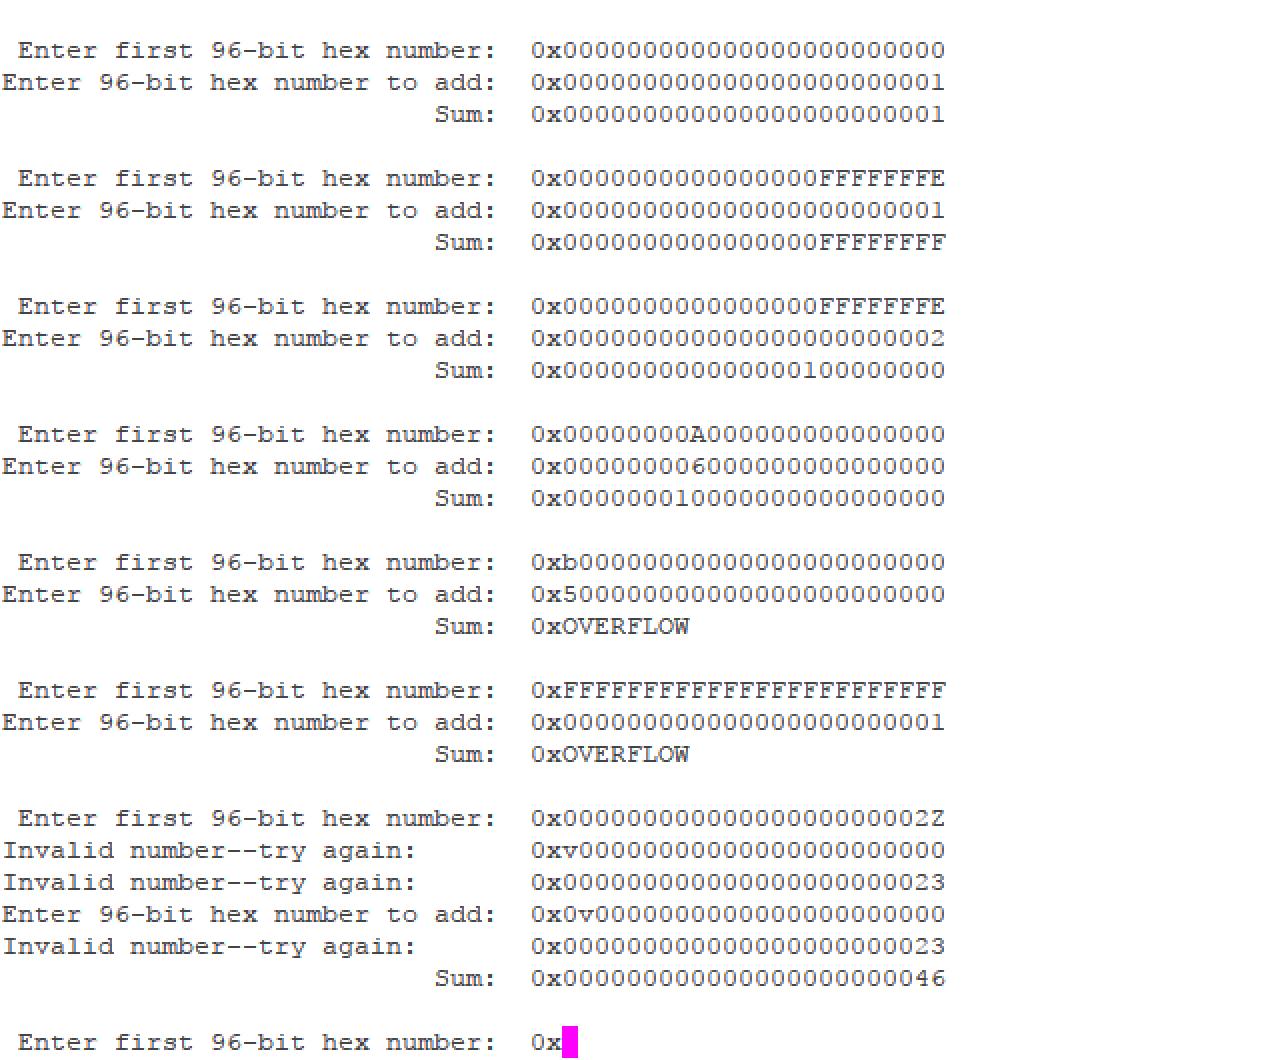 Enter first 96-bit hex number: 0x000000000000000000000000
Enter 96-bit hex number to add: 0x000000000000000000000001
Sum: 0x000000000000000000000001
Enter first 96-bit hex number: 0x0000000000000000FFFFFFFE
Enter 96-bit hex number to add: 0x000000000000000000000001
Sum: 0x0000000000000000FFFFFFFF
Enter first 96-bit hex number: 0x0000000000000000FFFFFFFE
Enter 96-bit hex number to add: 0x000000000000000000000002
Sum: 0x000000000000000100000000
Enter first 96-bit hex number: 0x00000000A000000000000000
Enter 96-bit hex number to add: 0x000000006000000000000000
Sum: 0x000000010000000000000000
Enter first 96-bit hex number: 0xb00000000000000000000000
Enter 96-bit hex number to add: 0x500000000000000000000000
Sum: 0xOVERFLOW
Enter first 96-bit hex number: 0xFFFFFFFFFFFFFFFFFFFFFFFF
Enter 96-bit hex number to add: 0x000000000000000000000001
Sum: 0xOVERFLOW
Enter first 96-bit hex number: 0x00000000000000000000002Z
Invalid number--try again: 0xv00000000000000000000000
Invalid number--try again: 0x000000000000000000000023
Enter 96-bit hex number to add: 0x0v0000000000000000000000
Invalid number--try again: 0x000000000000000000000023
Sum: 0x000000000000000000000046
Enter first 96-bit hex number: 0x